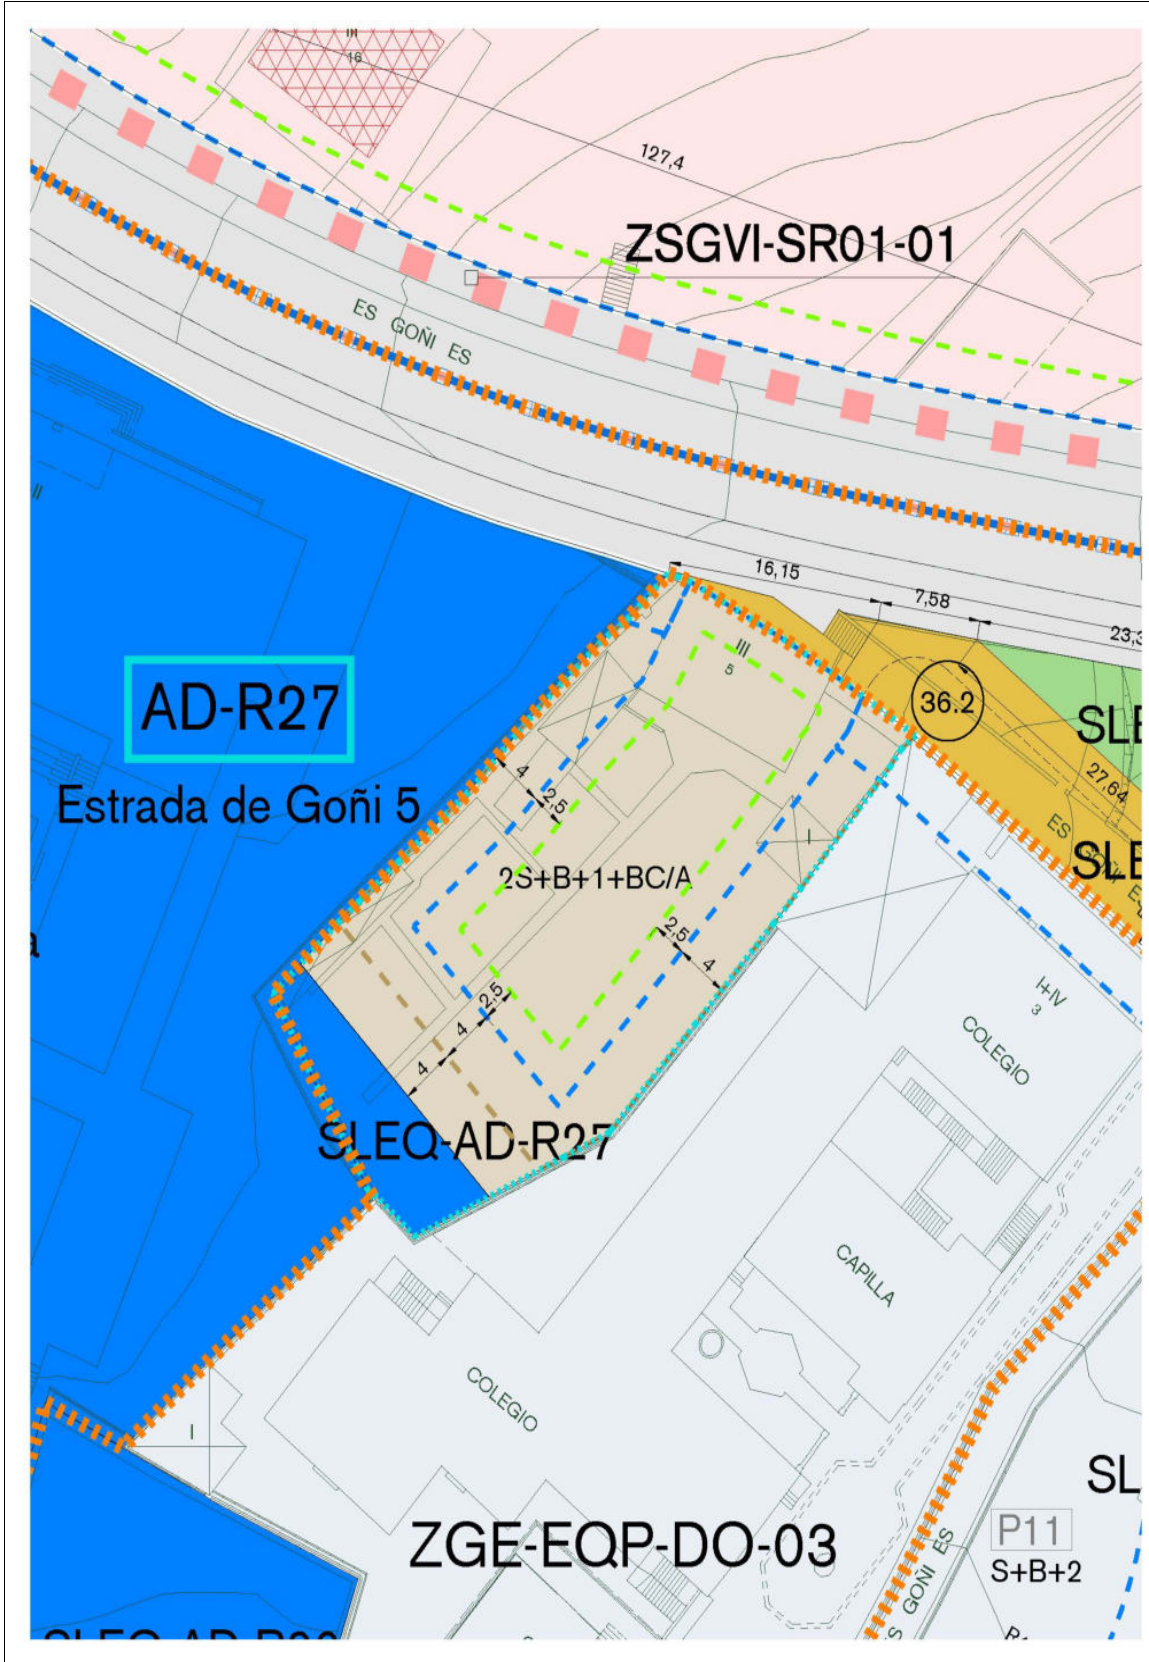 III
16
127,4
ZSGVI-SR01-01
ES GOÑI ES
II
16,15
7,58
23,3
III
5
36.2
AD-R27
SLE
27,64
Estrada de Goñi 5
4
2,5
ES GOÑI ES
I
SLE
2S+B+1+BC/A
a
2,5
4
2,5
4
4
I+IV
3
COLEGIO
SLEQ-AD-R27
CAPILLA
COLEGIO
I
SL
ZGE-EQP-DO-03
P11
S+B+2
S GOÑI ES